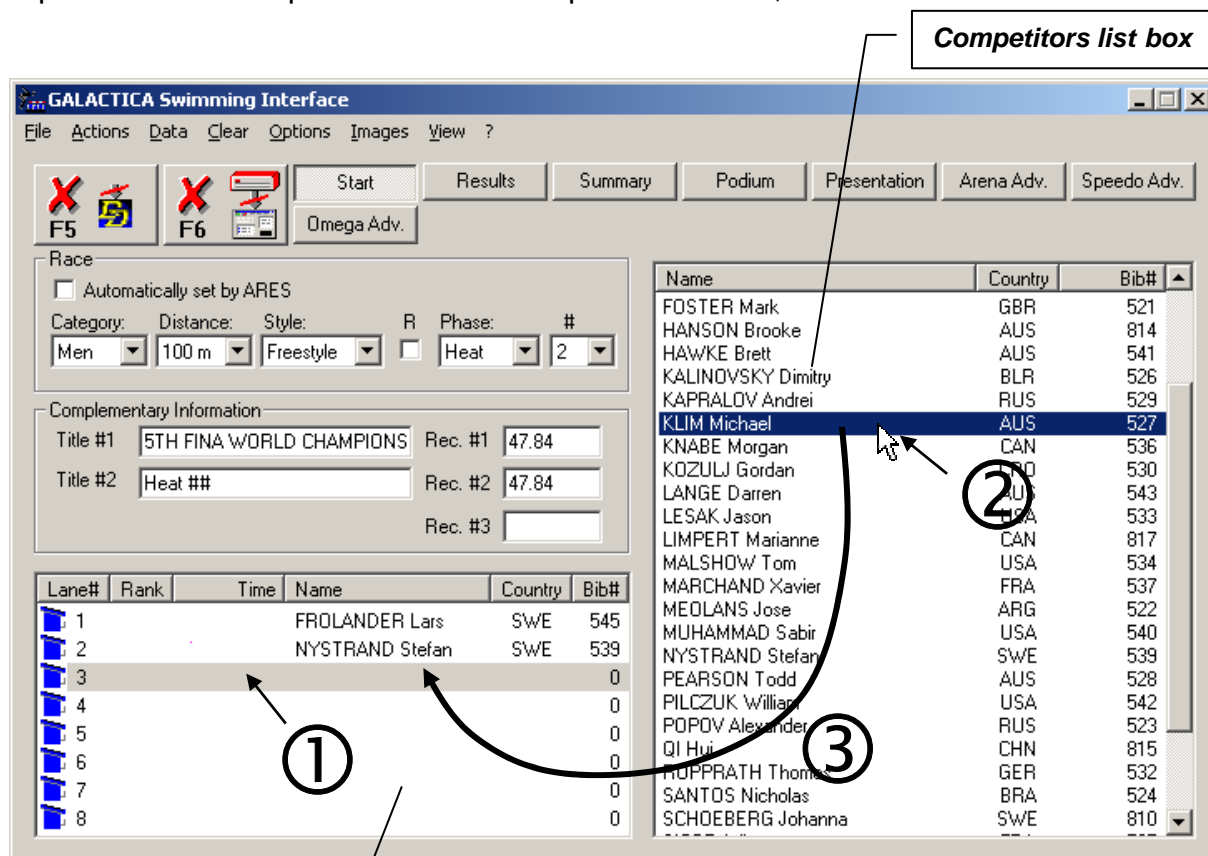 Competitors list box
GALACTICA Swimming Interface
File Actions Data Clear Options Images View ?
F5 F6 Start Results Summary Podium Presentation Arena Adv. Speedo Adv.
Omega Adv.
Race
Automatically set by ARES
Category: Distance: Style: R Phase: #
Men 100 m Freestyle Heat 2
Complementary Information
Title #1 5TH FINA WORLD CHAMPIONS Rec. #1 47.84
Title #2 Heat ## Rec. #2 47.84
Rec. #3
Lane# Rank Time Name Country Bib#
1 FROLANDER Lars SWE 545
2 NYSTRAND Stefan SWE 539
3 0
4 0
5 0
6 0
7 0
8 0
①
Name Country Bib#
FOSTER Mark GBR 521
HANSON Brooke AUS 814
HAWKE Brett AUS 541
KALINOVSKY Dimitry BLR 526
KAPRALOV Andrei RUS 529
KLIM Michael AUS 527
KNABE Morgan CAN 536
KOZULJ Gordan CRO 530
LANGE Darren AUS 543
LESAK Jason USA 533
LIMPERT Marianne CAN 817
MALSHOW Tom USA 534
MARCHAND Xavier FRA 537
MEOLANS Jose ARG 522
MUHAMMAD Sabir USA 540
NYSTRAND Stefan SWE 539
PEARSON Todd AUS 528
PILCZUK William USA 542
POPOV Alexander RUS 523
QI Hui CHN 815
RUPPRATH Thomas GER 532
SANTOS Nicholas BRA 524
SCHOEBERG Johanna SWE 810
②
③